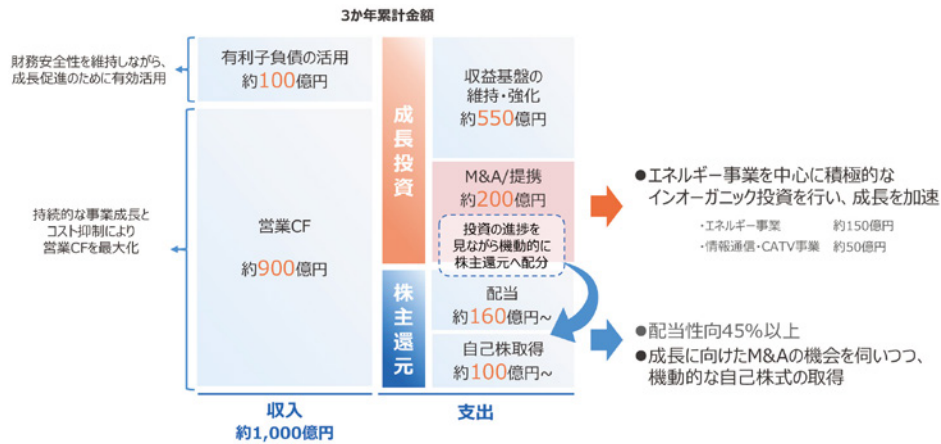 3か年累計金額
財務安全性を維持しながら、
成長促進のために有効活用
有利子負債の活用
約100億円
持続的な事業成長と
コスト抑制により
営業CFを最大化
営業CF
約900億円
収入
約1,000億円
成長投資
収益基盤の
維持・強化
約550億円
M&A/提携
約200億円
投資の進捗を
見ながら機動的に
株主還元へ配分
株主還元
配当
約160億円~
自己株取得
約100億円~
支出
●エネルギー事業を中心に積極的な
インオーガニック投資を行い、成長を加速
・エネルギー事業 約150億円
・情報通信・CATV事業 約50億円
●配当性向45%以上
●成長に向けたM&Aの機会を伺いつつ、
機動的な自己株式の取得